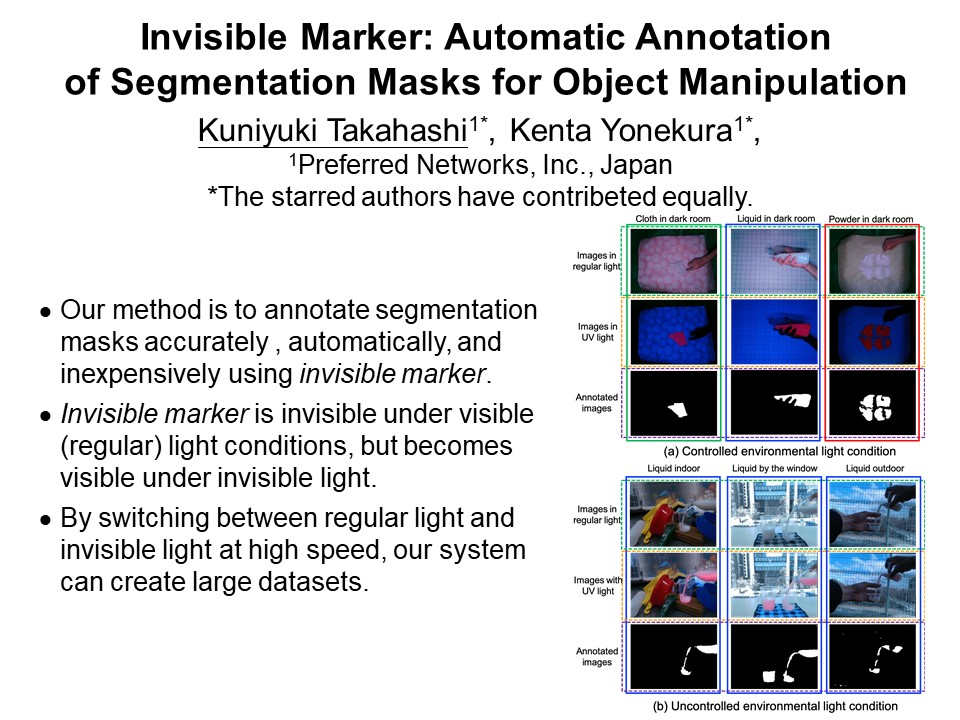 Invisible Marker: Automatic Annotation
of Segmentation Masks for Object Manipulation
Kuniyuki Takahashi1*, Kenta Yonekura1*,
1Preferred Networks, Inc., Japan
*The starred authors have contribeted equally.
● Our method is to annotate segmentation
masks accurately , automatically, and
inexpensively using invisible marker.
● Invisible marker is invisible under visible
(regular) light conditions, but becomes
visible under invisible light.
● By switching between regular light and
invisible light at high speed, our system
can create large datasets.
Cloth in dark room Liquid in dark room Powder in dark room
Images in
regular light
Images in
UV light
Annotated
images
(a) Controlled environmental light condition
Liquid indoor Liquid by the window Liquid outdoor
Images in
regular light
Images with
UV light
Annotated
images
(b) Uncontrolled environmental light condition